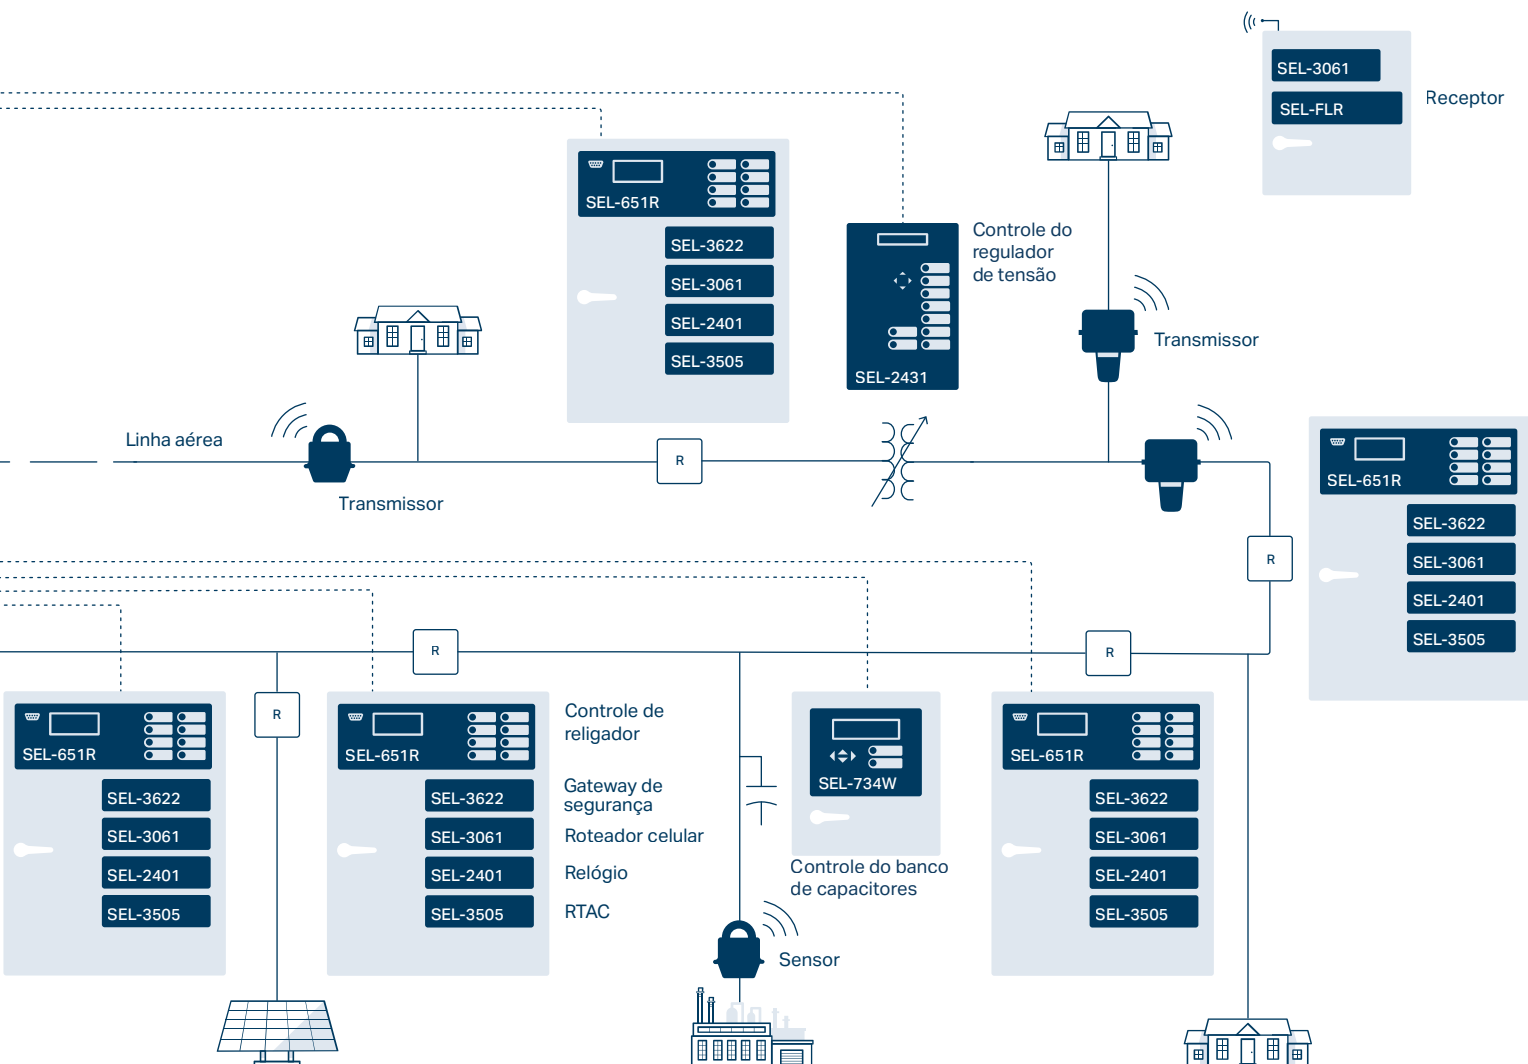 SEL-3061
SEL-FLR
Receptor
SEL-651R
SEL-3622
SEL-3061
SEL-2401
SEL-3505
Controle do
regulador
de tensão
SEL-2431
Transmissor
Linha aérea
Transmissor
R
SEL-651R
SEL-3622
SEL-3061
SEL-2401
SEL-3505
R
R
R
R
SEL-651R
SEL-3622
SEL-3061
SEL-2401
SEL-3505
SEL-651R
SEL-3622
SEL-3061
SEL-2401
SEL-3505
Controle de
religador
Gateway de
segurança
Roteador celular
Relógio
RTAC
SEL-734W
Controle do banco
de capacitores
Sensor
SEL-651R
SEL-3622
SEL-3061
SEL-2401
SEL-3505